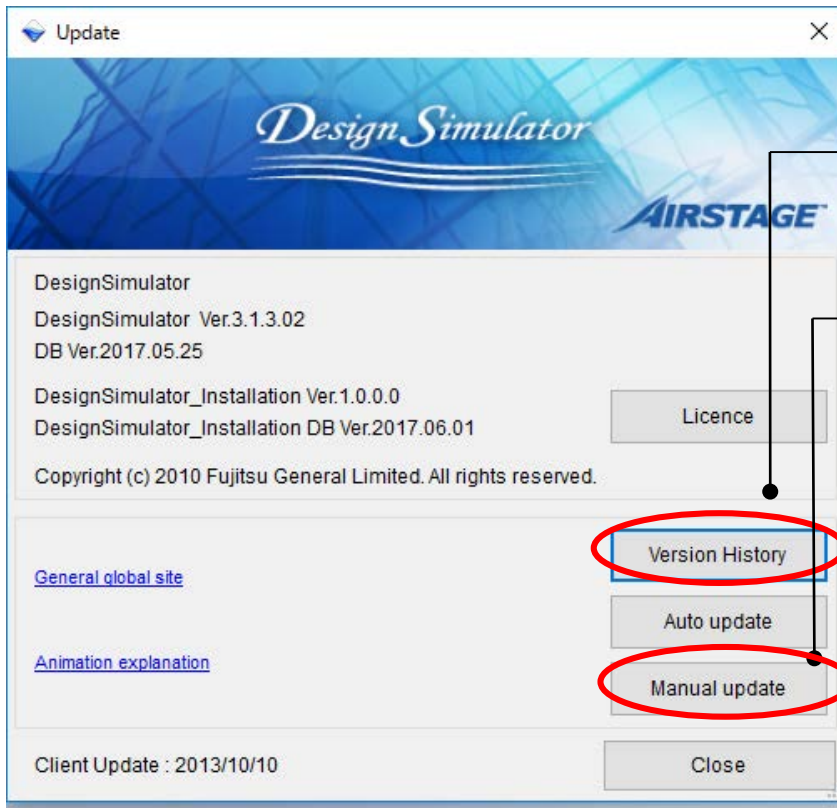 Update
Design Simulator
AIRSTAGE™
DesignSimulator
DesignSimulator Ver.3.1.3.02
DB Ver.2017.05.25
DesignSimulator_Installation Ver.1.0.0.0
DesignSimulator_Installation DB Ver.2017.06.01
Licence
Copyright (c) 2010 Fujitsu General Limited. All rights reserved.
Version History
General global site
Auto update
Animation explanation
Manual update
Client Update : 2013/10/10
Close